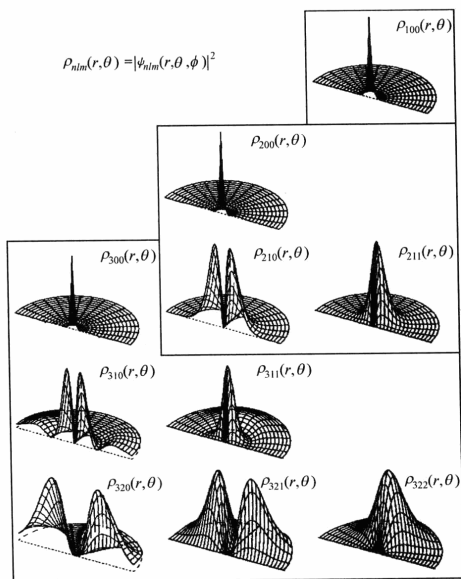 ρ₁₀₀(r,θ)
ρₙₗₘ(r,θ) = |ψₙₗₘ(r,θ,ϕ)|²
ρ₂₀₀(r,θ)
ρ₃₀₀(r,θ) ρ₂₁₀(r,θ) ρ₂₁₁(r,θ)
ρ₃₁₀(r,θ) ρ₃₁₁(r,θ)
ρ₃₂₀(r,θ) ρ₃₂₁(r,θ) ρ₃₂₂(r,θ)